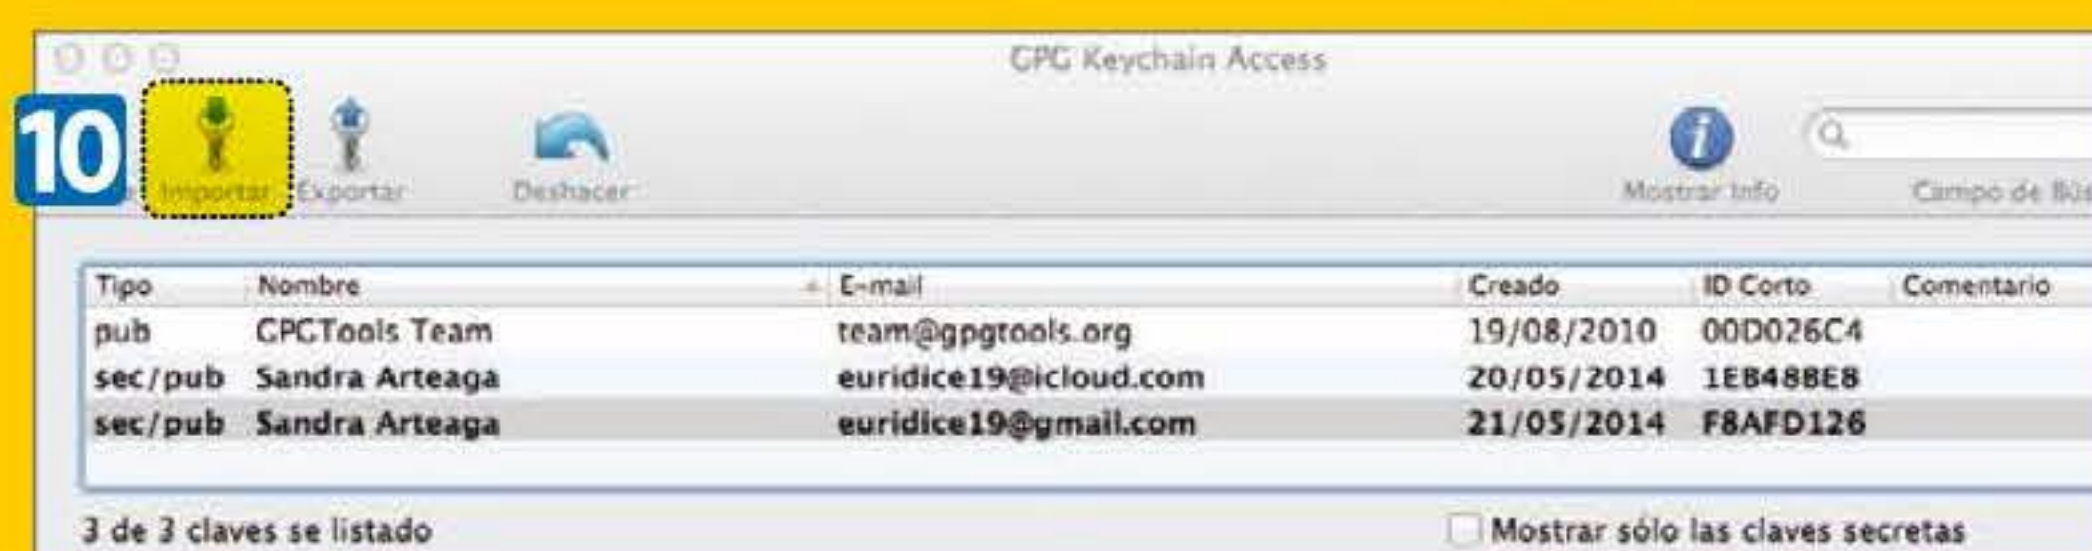 GPG Keychain Access
10
Importar Exportar Deshacer Mostrar Info Campo de Bús
Tipo Nombre E-mail Creado ID Corto Comentario
pub GPGTools Team team@gpgtools.org 19/08/2010 00D026C4
sec/pub Sandra Arteaga euridice19@icloud.com 20/05/2014 1EB48BE8
sec/pub Sandra Arteaga euridice19@gmail.com 21/05/2014 F8AFD126
3 de 3 claves se listado Mostrar sólo las claves secretas